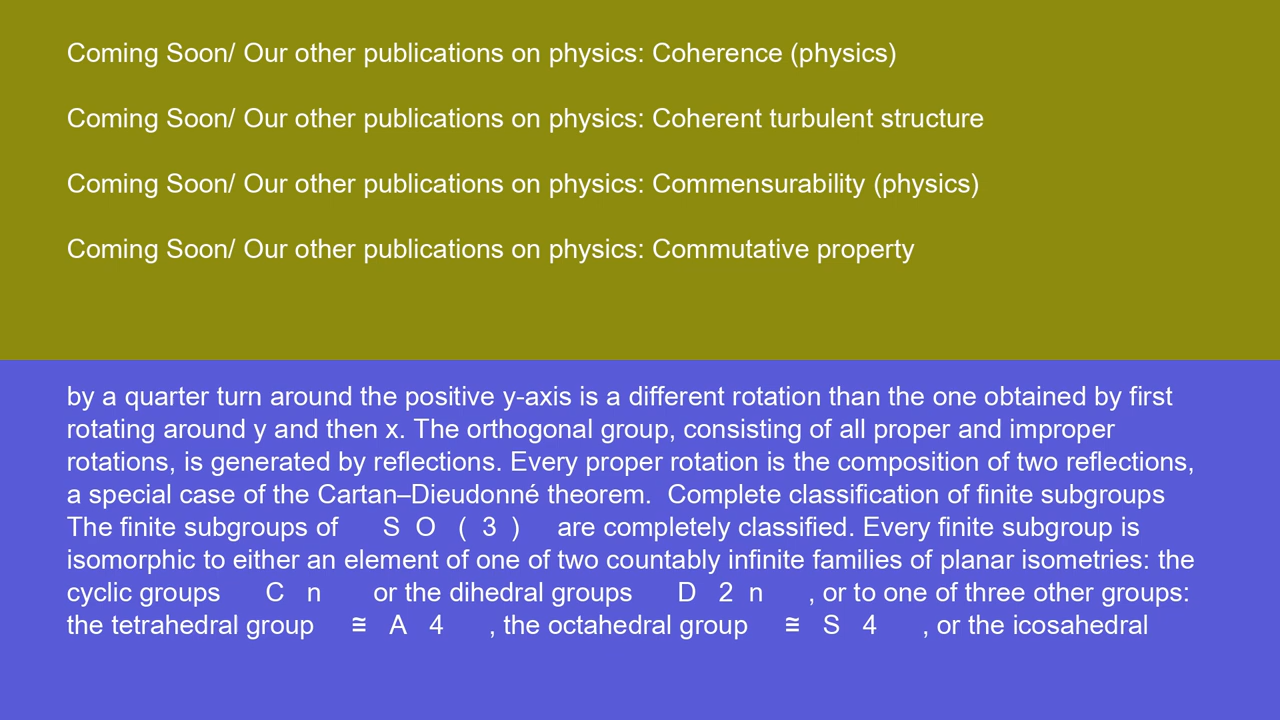 Coming Soon/ Our other publications on physics: Coherence (physics)
Coming Soon/ Our other publications on physics: Coherent turbulent structure
Coming Soon/ Our other publications on physics: Commensurability (physics)
Coming Soon/ Our other publications on physics: Commutative property
by a quarter turn around the positive y-axis is a different rotation than the one obtained by first
rotating around y and then x. The orthogonal group, consisting of all proper and improper
rotations, is generated by reflections. Every proper rotation is the composition of two reflections,
a special case of the Cartan–Dieudonné theorem.  Complete classification of finite subgroups
The finite subgroups of S O ( 3 ) are completely classified. Every finite subgroup is
isomorphic to either an element of one of two countably infinite families of planar isometries: the
cyclic groups C n or the dihedral groups D 2 n , or to one of three other groups:
the tetrahedral group ≅ A 4 , the octahedral group ≅ S 4 , or the icosahedral